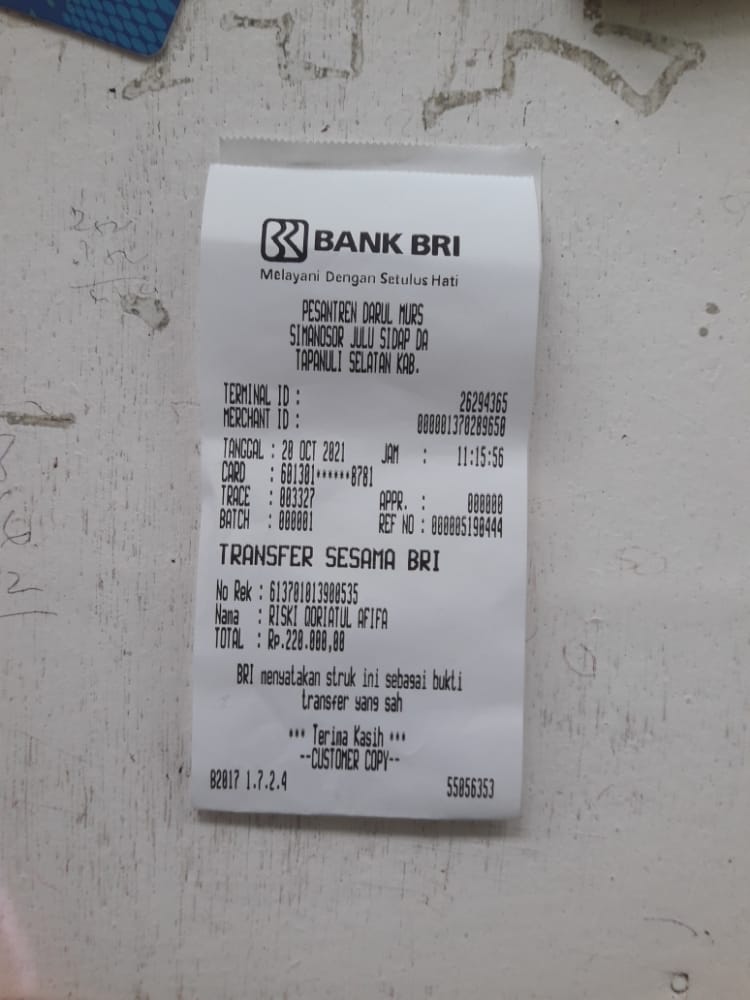 BANK BRI
Melayani Dengan Setulus Hati
PESANTREN DARUL MURS
SIMANOSOR JULU SIDAP DA
TAPANULI SELATAN KAB.
TERMINAL ID : 26294365
MERCHANT ID : 000001370289650
TANGGAL : 20 OCT 2021 JAM : 11:15:56
CARD : 601301******8781
TRACE : 003327 APPR. : 000000
BATCH : 000001 REF NO : 000005190444
TRANSFER SESAMA BRI
No Rek : 613701013900535
Nama : RISKI QORIATUL AFIFA
TOTAL : Rp.220.000,00
BRI menyatakan struk ini sebagai bukti
transfer yang sah
*** Terima Kasih ***
--CUSTOMER COPY--
B2017 1.7.2.4 55056353